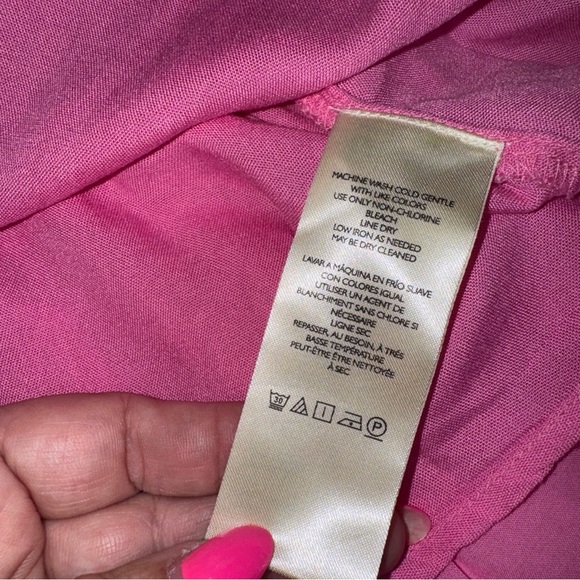 MACHINE WASH COLD GENTLE
WITH LIKE COLORS
USE ONLY NON-CHLORINE
BLEACH
LINE DRY
LOW IRON AS NEEDED
MAY BE DRY CLEANED
LAVAR A MÁQUINA EN FRÍO SUAVE
CON COLORES IGUAL
UTILISER UN AGENT DE
BLANCHIMENT SANS CHLORE SI
NÉCESSAIRE
LIGNE SEC
REPASSER, AU BESOIN, À TRÉS
BASSE TEMPÉRATURE
PEUT-ÊTRE ÊTRE NETTOYÉE
À SEC
30 P